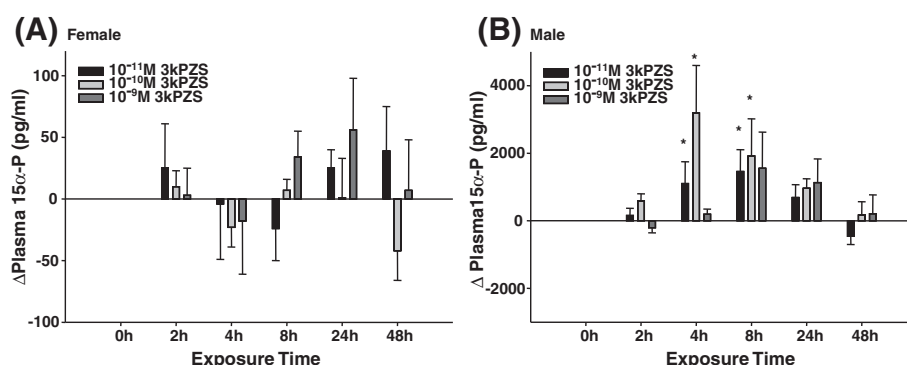 (A) Female
10⁻¹¹M 3kPZS
10⁻¹⁰M 3kPZS
10⁻⁹M 3kPZS
ΔPlasma 15α-P (pg/ml)
100
50
0
-50
-100
0h 2h 4h 8h 24h 48h
Exposure Time
(B) Male
10⁻¹¹M 3kPZS
10⁻¹⁰M 3kPZS
10⁻⁹M 3kPZS
* * * *
Δ Plasma15α-P (pg/ml)
4000
2000
0
-2000
0h 2h 4h 8h 24h 48h
Exposure Time